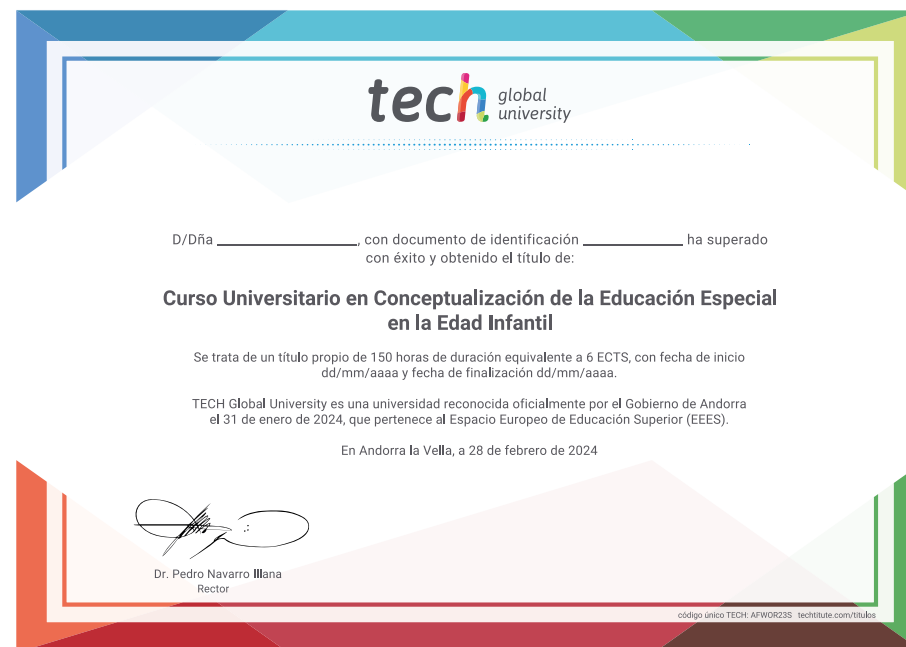 tech global university
D/Dña ____________________, con documento de identificación ______________ ha superado
con éxito y obtenido el título de:
Curso Universitario en Conceptualización de la Educación Especial
en la Edad Infantil
Se trata de un título propio de 150 horas de duración equivalente a 6 ECTS, con fecha de inicio
dd/mm/aaaa y fecha de finalización dd/mm/aaaa.
TECH Global University es una universidad reconocida oficialmente por el Gobierno de Andorra
el 31 de enero de 2024, que pertenece al Espacio Europeo de Educación Superior (EEES).
En Andorra la Vella, a 28 de febrero de 2024
Dr. Pedro Navarro Illana
Rector
código único TECH: AFWOR23S techtitute.com/titulos